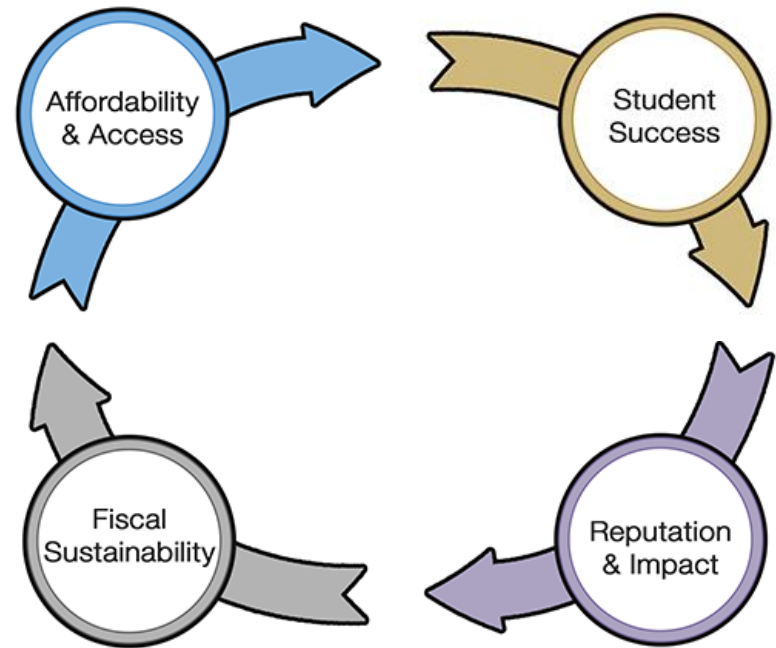 Affordability
& Access
Student
Success
Fiscal
Sustainability
Reputation
& Impact